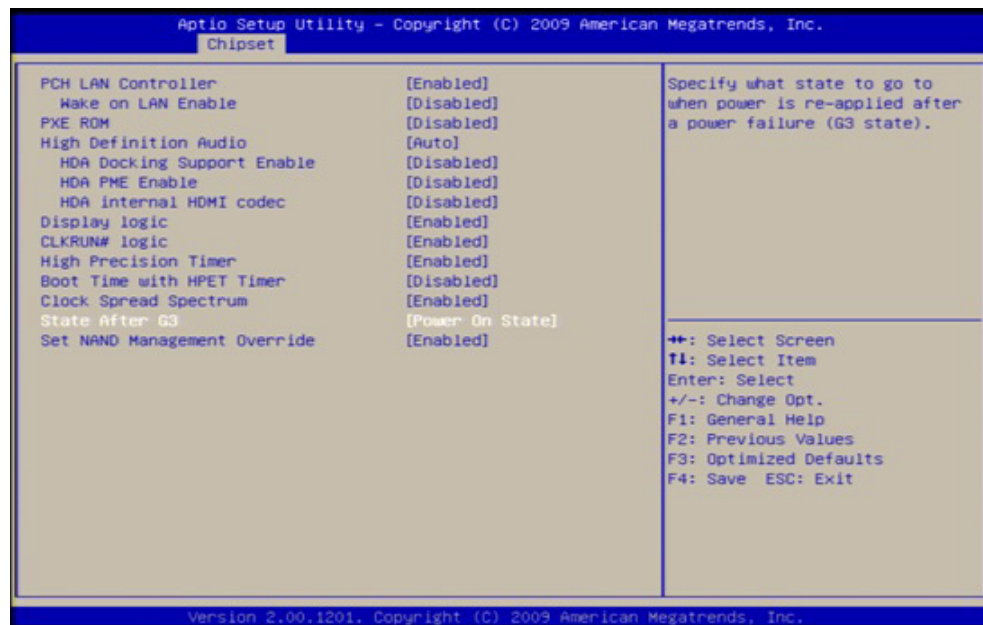 Aptio Setup Utility – Copyright (C) 2009 American Megatrends, Inc.
Chipset
PCH LAN Controller [Enabled]
Wake on LAN Enable [Disabled]
PXE ROM [Disabled]
High Definition Audio [Auto]
HDA Docking Support Enable [Disabled]
HDA PME Enable [Disabled]
HDA internal HDMI codec [Disabled]
Display logic [Enabled]
CLKRUN# logic [Enabled]
High Precision Timer [Enabled]
Boot Time with HPET Timer [Disabled]
Clock Spread Spectrum [Enabled]
State After G3 [Power On State]
Set NAND Management Override [Enabled]
Specify what state to go to
when power is re-applied after
a power failure (G3 state).
→←: Select Screen
↑↓: Select Item
Enter: Select
+/-: Change Opt.
F1: General Help
F2: Previous Values
F3: Optimized Defaults
F4: Save ESC: Exit
Version 2.00.1201. Copyright (C) 2009 American Megatrends, Inc.